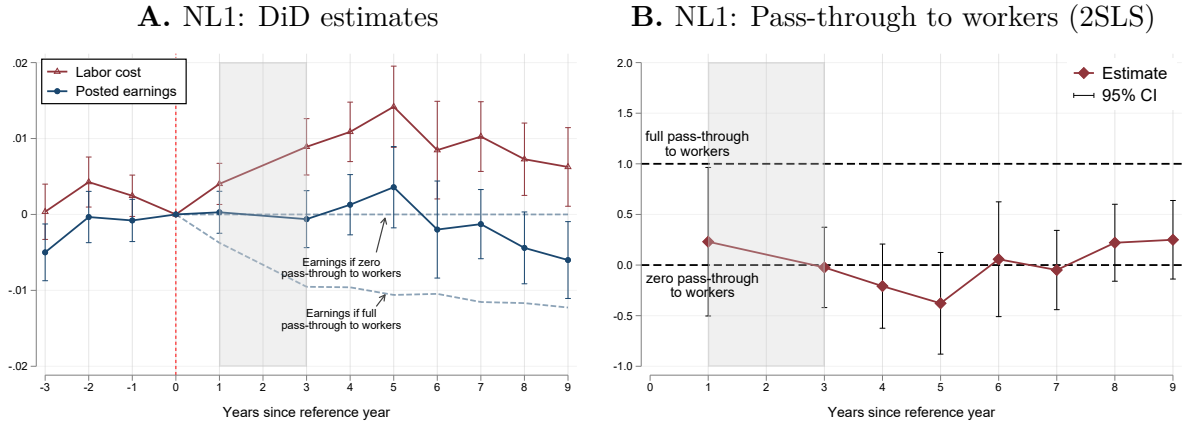 A. NL1: DiD estimates
.02
.01
0
-.01
-.02
Labor cost
Posted earnings
Earnings if zero
pass-through to workers
Earnings if full
pass-through to workers
-3 -2 -1 0 1 2 3 4 5 6 7 8 9
Years since reference year
B. NL1: Pass-through to workers (2SLS)
2.0
1.5
1.0
0.5
0.0
-0.5
-1.0
Estimate
95% CI
full pass-through
to workers
zero pass-through
to workers
0 1 2 3 4 5 6 7 8 9
Years since reference year